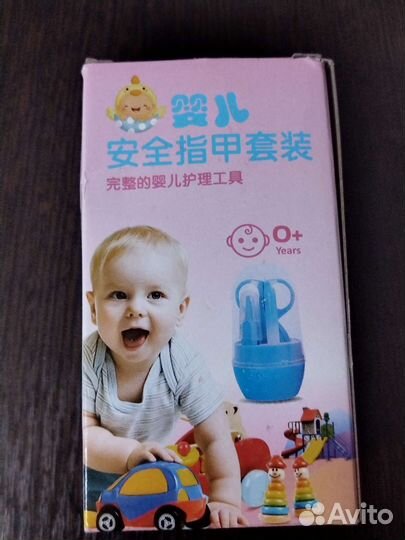 婴儿
安全指甲套装
完整的婴儿护理工具
0+
Years
Avito